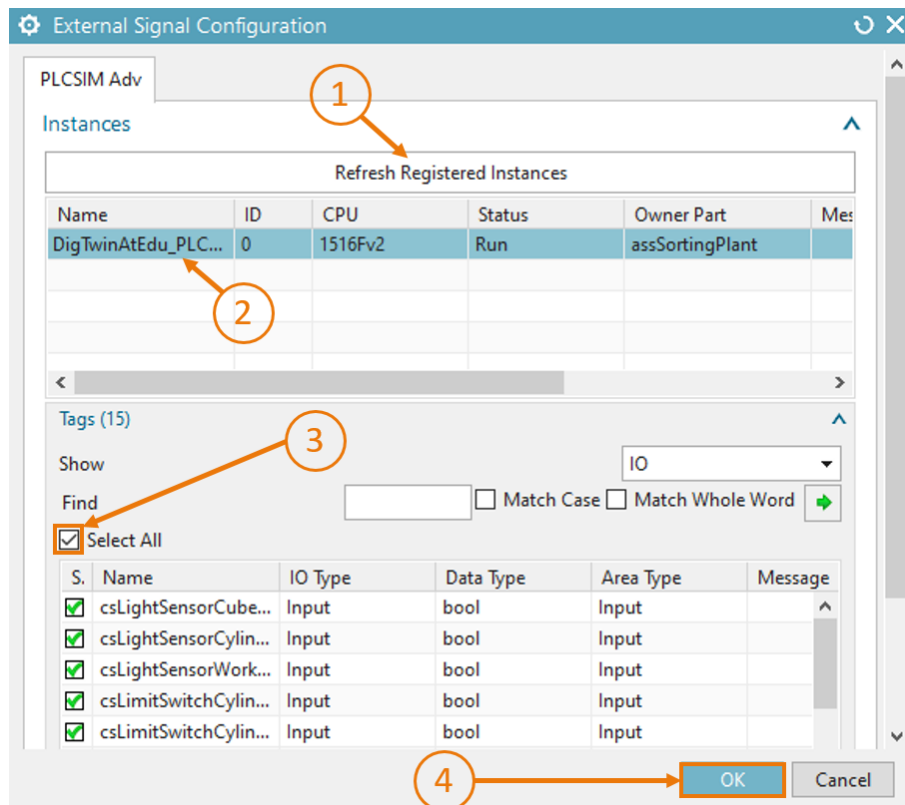 External Signal Configuration
PLCSIM Adv
1
Instances
Refresh Registered Instances
Name ID CPU Status Owner Part Mes
DigTwinAtEdu_PLC... 0 1516Fv2 Run assSortingPlant
2
Tags (15)
3
Show IO
Find Match Case Match Whole Word
Select All
S. Name IO Type Data Type Area Type Message
csLightSensorCube... Input bool Input
csLightSensorCylin... Input bool Input
csLightSensorWork... Input bool Input
csLimitSwitchCylin... Input bool Input
csLimitSwitchCylin... Input bool Input
4 OK Cancel